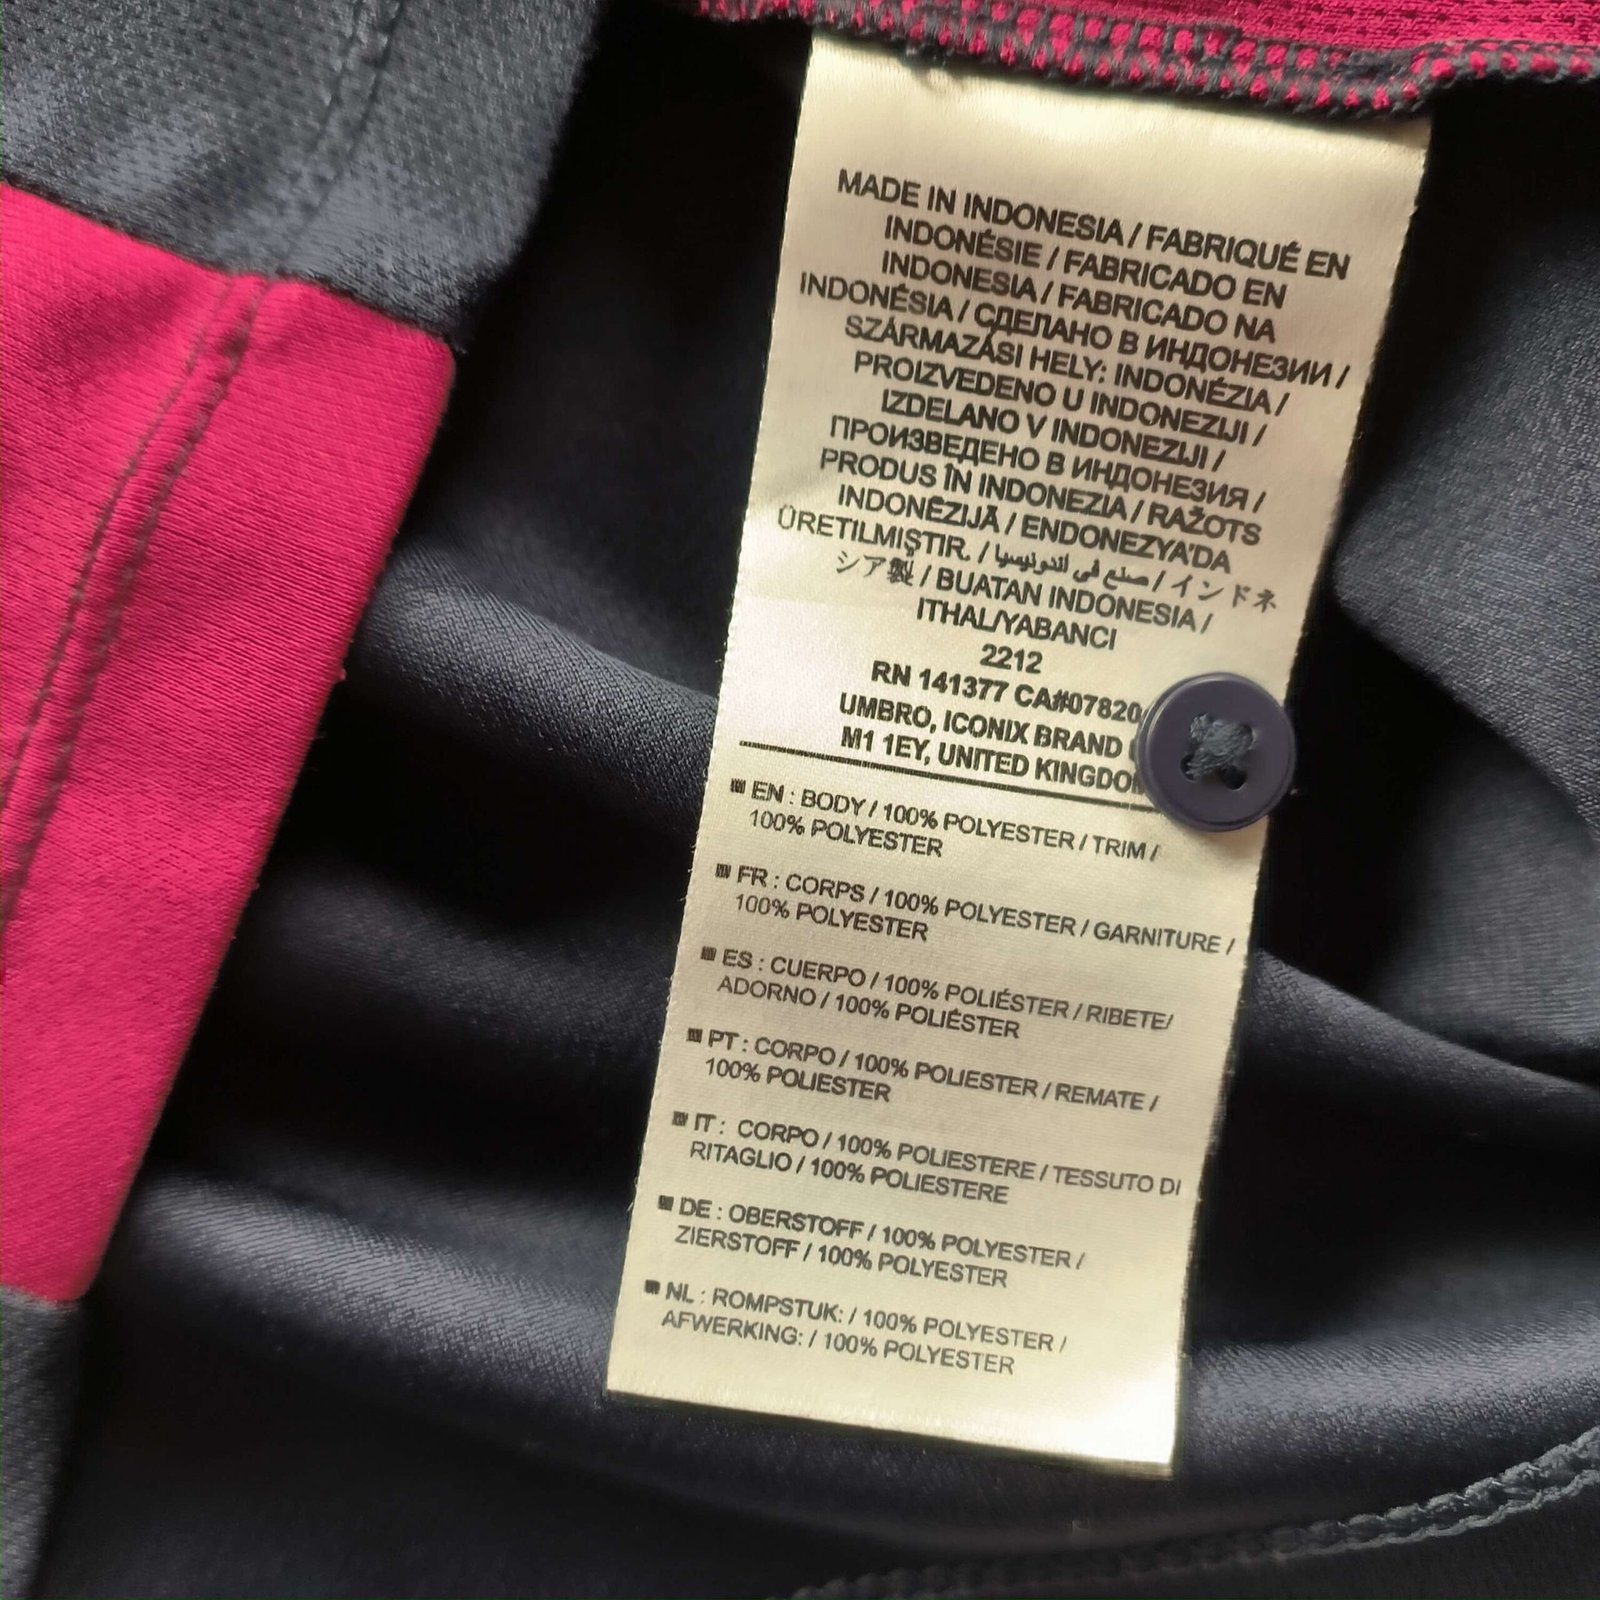 MADE IN INDONESIA / FABRIQUÉ EN
INDONÉSIE / FABRICADO EN
INDONESIA / FABRICADO NA
INDONÉSIA / СДЕЛАНО В ИНДОНЕЗИИ /
SZÁRMAZÁSI HELY: INDONÉZIA /
PROIZVEDENO U INDONEZIJI /
IZDELANO V INDONEZIJI /
ПРОИЗВЕДЕНО В ИНДОНЕЗИЯ /
PRODUS ÎN INDONEZIA / RAŽOTS
INDONĒZIJĀ / ENDONEZYA'DA
ÜRETILMIŞTIR. / صنع في أندونيسيا / インドネ
シア製 / BUATAN INDONESIA /
ITHAL/YABANCI
2212
RN 141377 CA#07820
UMBRO, ICONIX BRAND
M1 1EY, UNITED KINGDOM
EN : BODY / 100% POLYESTER / TRIM /
100% POLYESTER
FR : CORPS / 100% POLYESTER / GARNITURE /
100% POLYESTER
ES : CUERPO / 100% POLIÉSTER / RIBETE/
ADORNO / 100% POLIÉSTER
PT : CORPO / 100% POLIESTER / REMATE /
100% POLIESTER
IT : CORPO / 100% POLIESTERE / TESSUTO DI
RITAGLIO / 100% POLIESTERE
DE : OBERSTOFF / 100% POLYESTER /
ZIERSTOFF / 100% POLYESTER
NL : ROMPSTUK: / 100% POLYESTER /
AFWERKING: / 100% POLYESTER